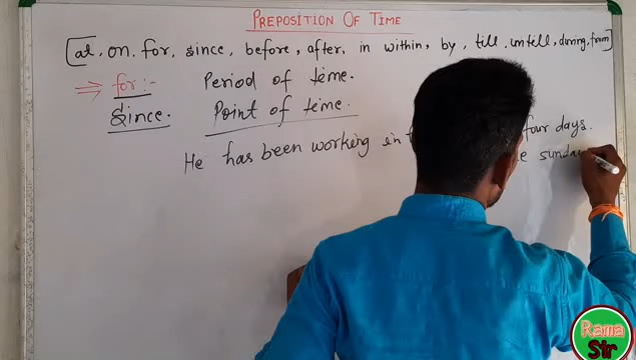 PREPOSITION OF TIME
[at, on, for, since, before, after, in within, by, till, untill, during, from]
⇒ for:- Period of time.
Since. Point of time.
He has been working in four days.
sunday
Rama
Sir